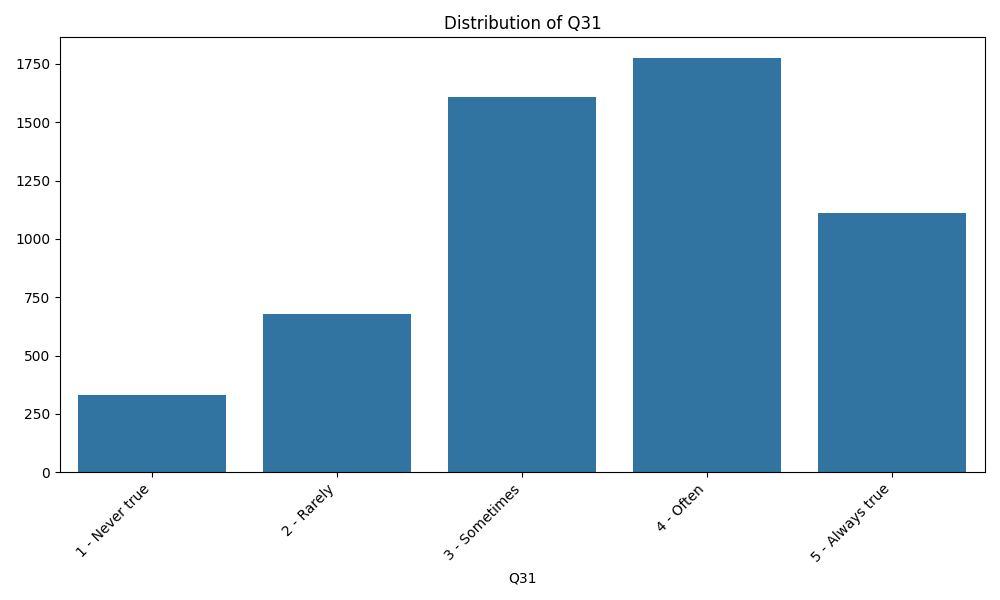 Distribution of Q31
1750
1500
1250
1000
750
500
250
0
1 - Never true
2 - Rarely
3 - Sometimes
4 - Often
5 - Always true
Q31